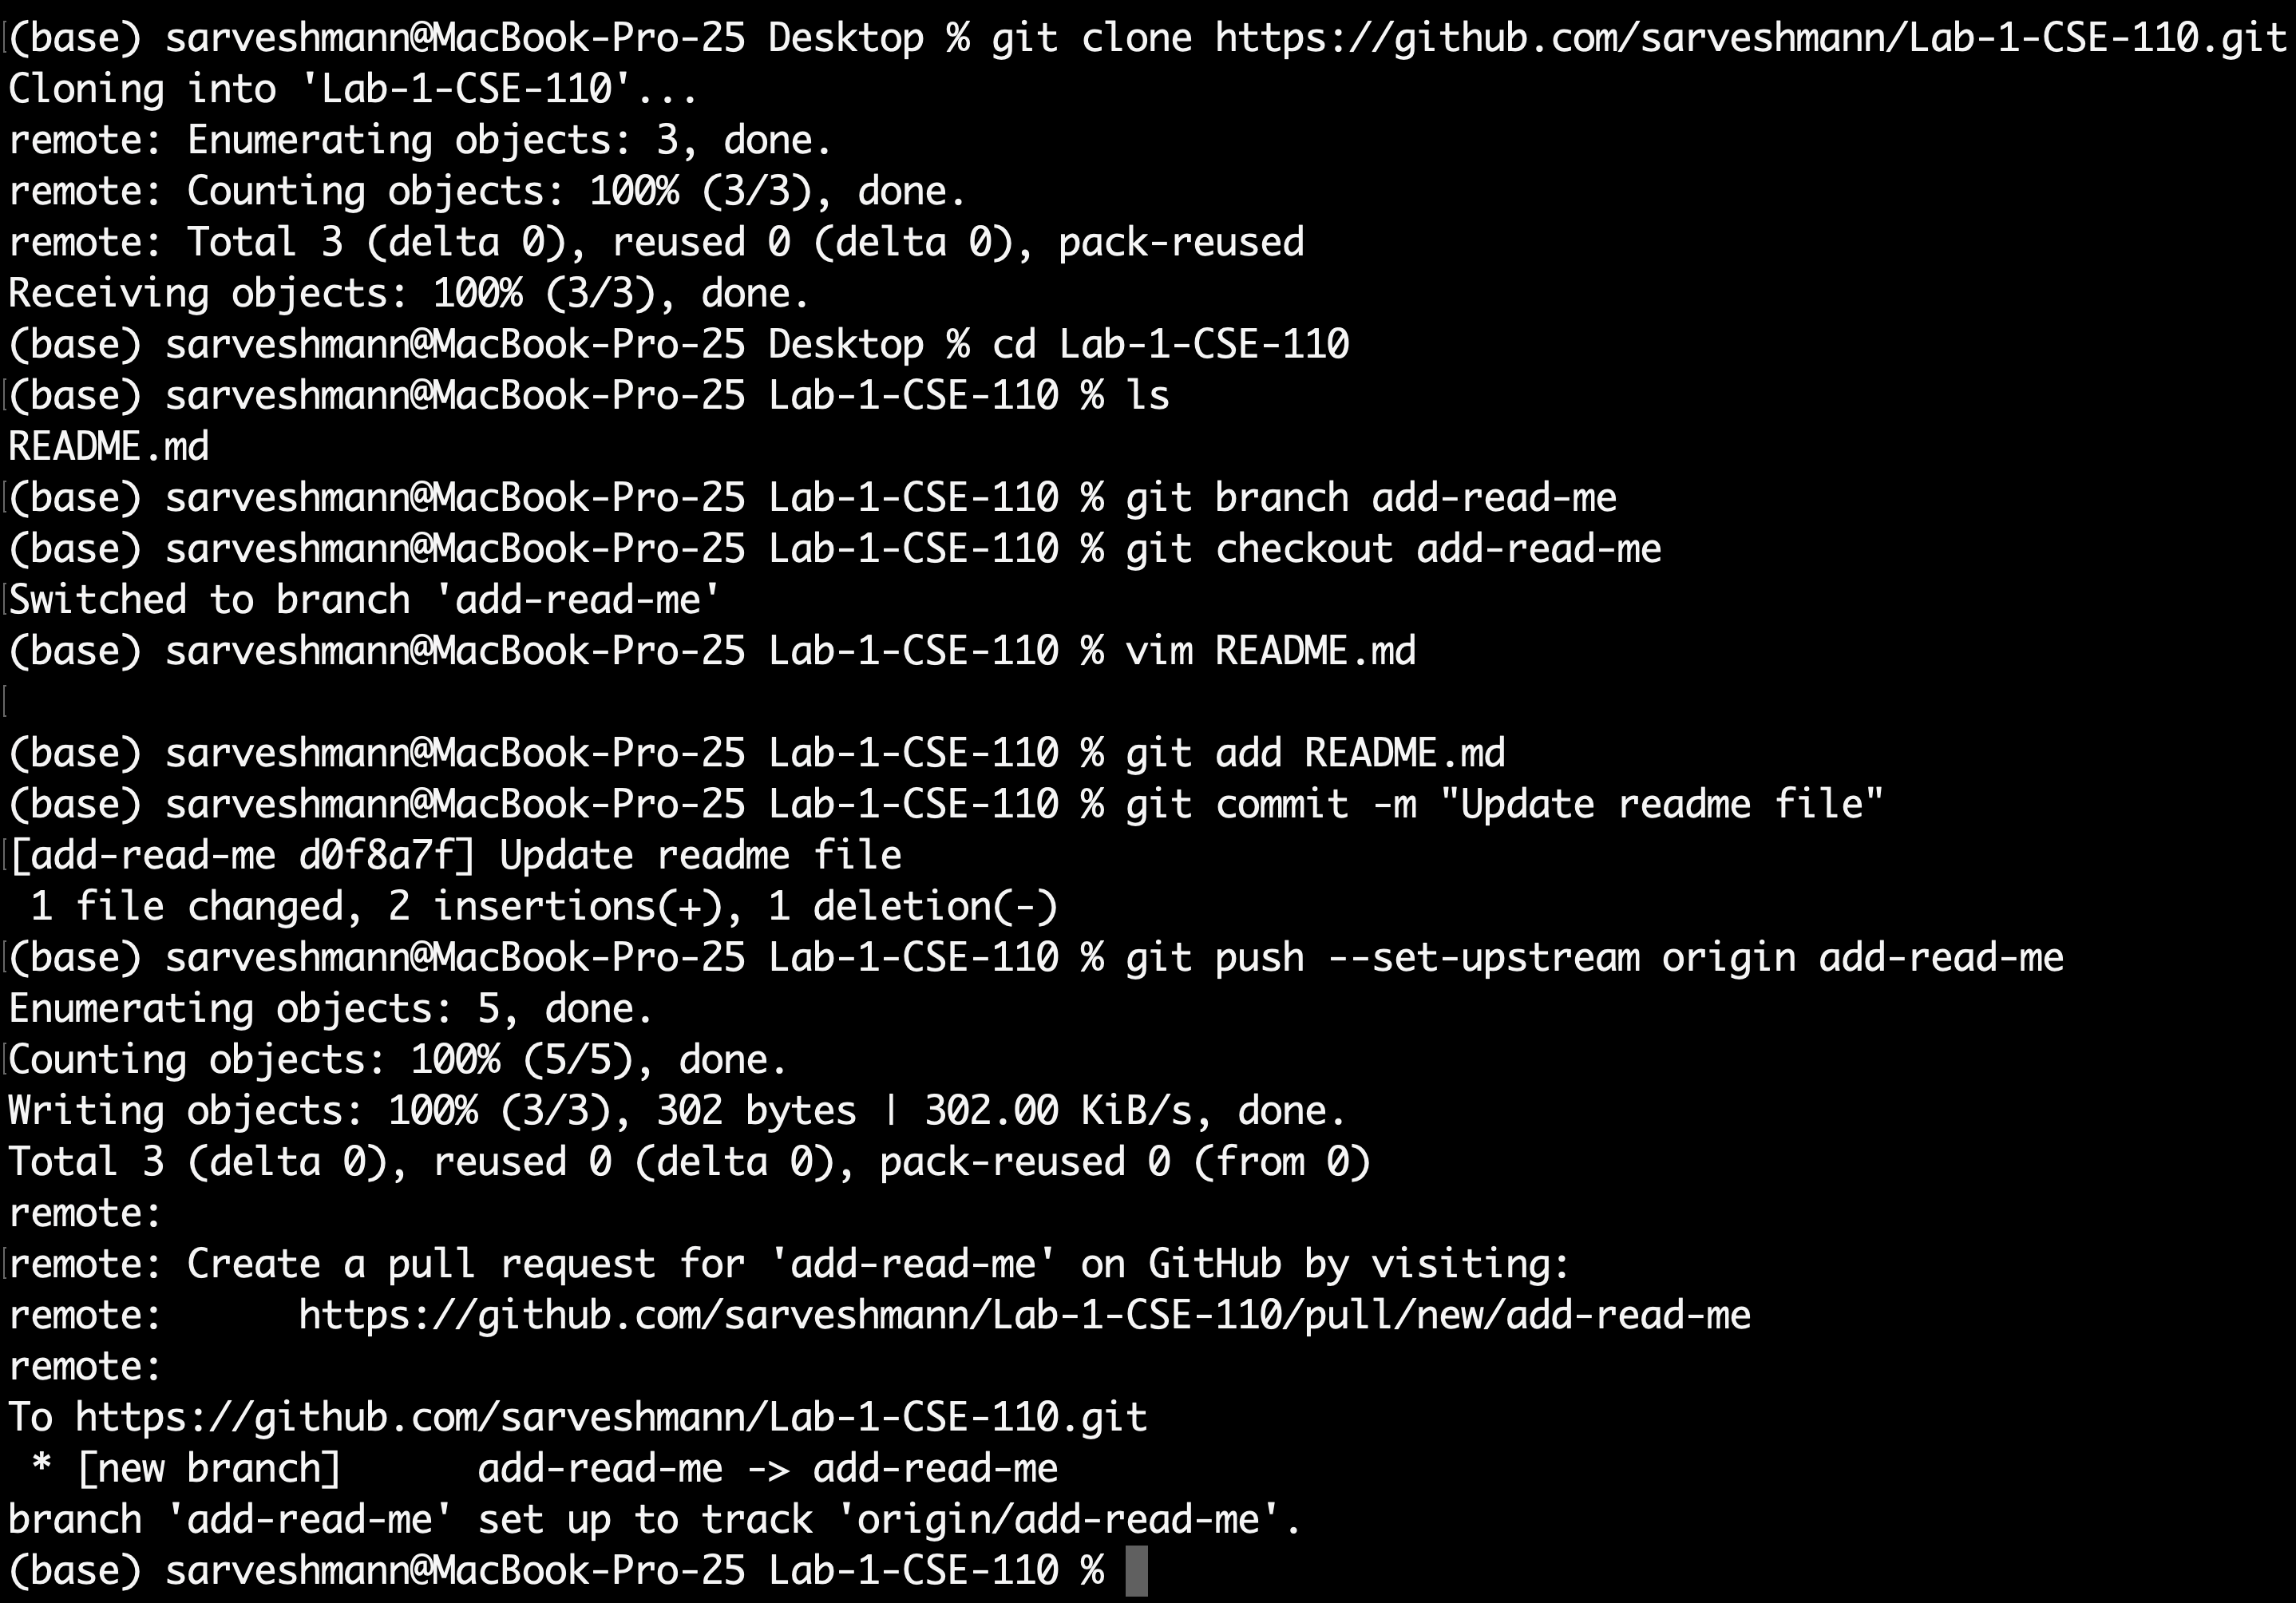 (base) sarveshmann@MacBook-Pro-25 Desktop % git clone https://github.com/sarveshmann/Lab-1-CSE-110.git
Cloning into 'Lab-1-CSE-110'...
remote: Enumerating objects: 3, done.
remote: Counting objects: 100% (3/3), done.
remote: Total 3 (delta 0), reused 0 (delta 0), pack-reused
Receiving objects: 100% (3/3), done.
(base) sarveshmann@MacBook-Pro-25 Desktop % cd Lab-1-CSE-110
(base) sarveshmann@MacBook-Pro-25 Lab-1-CSE-110 % ls
README.md
(base) sarveshmann@MacBook-Pro-25 Lab-1-CSE-110 % git branch add-read-me
(base) sarveshmann@MacBook-Pro-25 Lab-1-CSE-110 % git checkout add-read-me
Switched to branch 'add-read-me'
(base) sarveshmann@MacBook-Pro-25 Lab-1-CSE-110 % vim README.md
(base) sarveshmann@MacBook-Pro-25 Lab-1-CSE-110 % git add README.md
(base) sarveshmann@MacBook-Pro-25 Lab-1-CSE-110 % git commit -m "Update readme file"
[add-read-me d0f8a7f] Update readme file
 1 file changed, 2 insertions(+), 1 deletion(-)
(base) sarveshmann@MacBook-Pro-25 Lab-1-CSE-110 % git push --set-upstream origin add-read-me
Enumerating objects: 5, done.
Counting objects: 100% (5/5), done.
Writing objects: 100% (3/3), 302 bytes | 302.00 KiB/s, done.
Total 3 (delta 0), reused 0 (delta 0), pack-reused 0 (from 0)
remote:
remote: Create a pull request for 'add-read-me' on GitHub by visiting:
remote:      https://github.com/sarveshmann/Lab-1-CSE-110/pull/new/add-read-me
remote:
To https://github.com/sarveshmann/Lab-1-CSE-110.git
 * [new branch]      add-read-me -> add-read-me
branch 'add-read-me' set up to track 'origin/add-read-me'.
(base) sarveshmann@MacBook-Pro-25 Lab-1-CSE-110 %